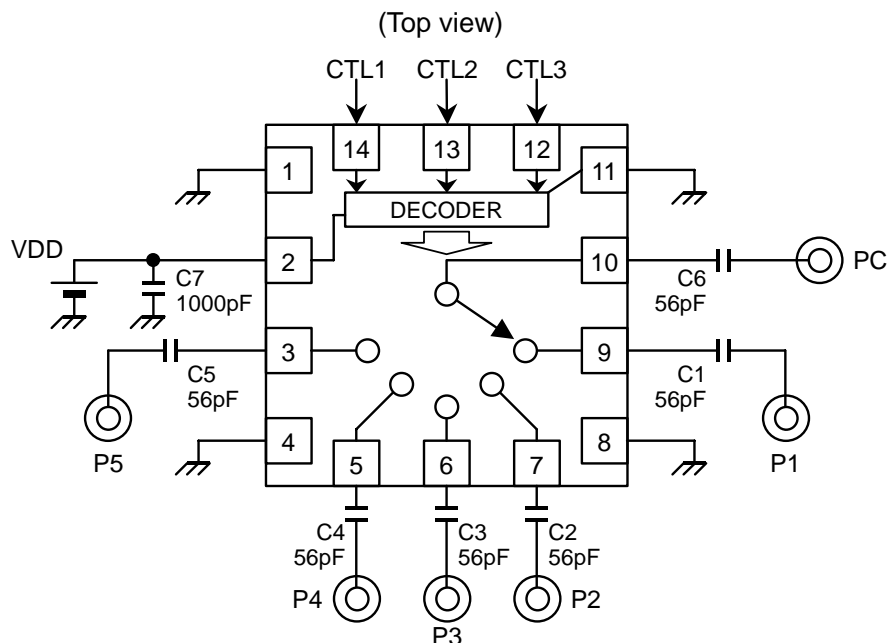 (Top view)
CTL1 CTL2 CTL3
14 13 12
1 11
DECODER
VDD
2 10
PC
C7
1000pF
C6
56pF
3 9
C5
56pF
C1
56pF
P5
4 8
P1
5 6 7
C4
56pF
C3
56pF
C2
56pF
P4 P2
P3